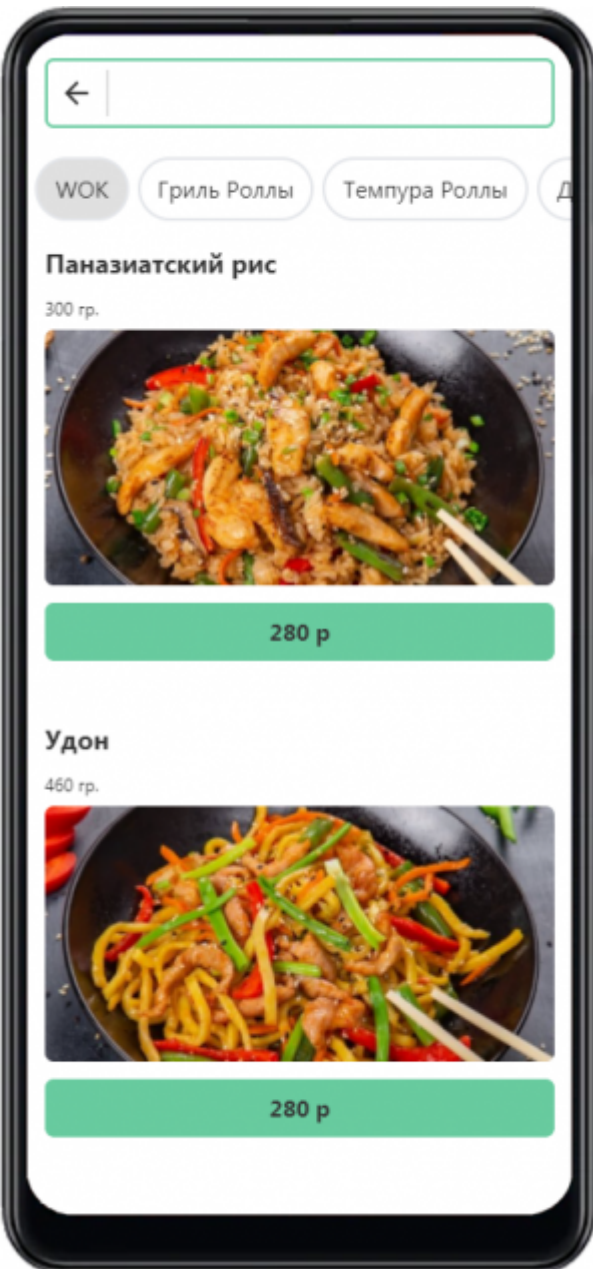 WOK Гриль Роллы Темпура Роллы Д
Паназиатский рис
300 гр.
280 р
Удон
460 гр.
280 р